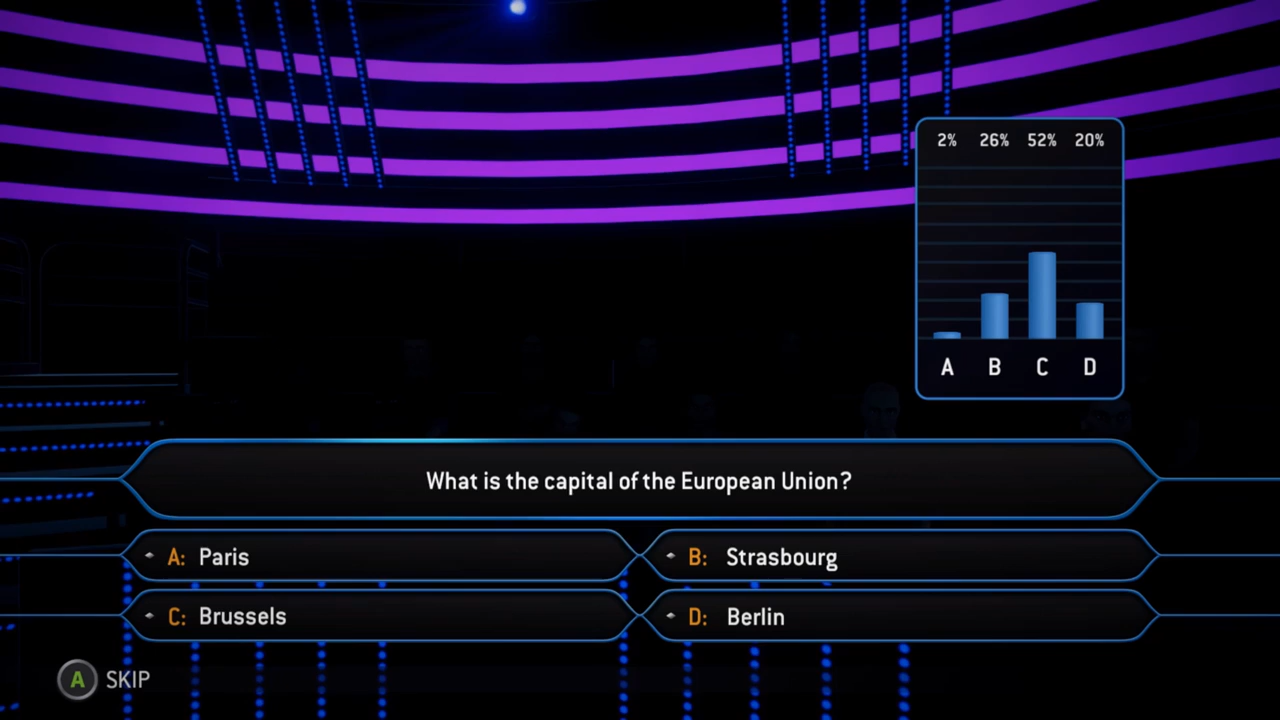 2% 26% 52% 20%
A B C D
What is the capital of the European Union?
A: Paris
B: Strasbourg
C: Brussels
D: Berlin
A SKIP